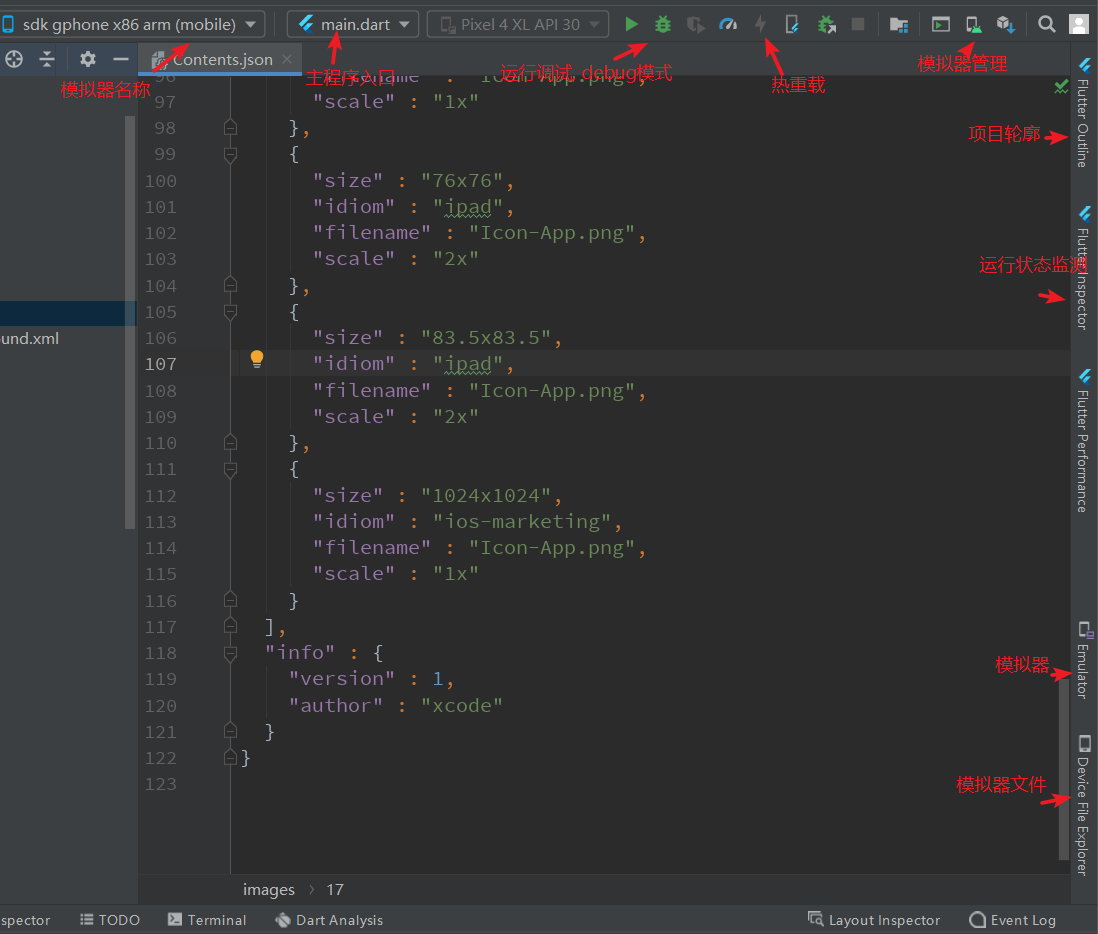 sdk gphone x86 arm (mobile)
main.dart
Pixel 4 XL API 30
Contents.json
模拟器名称
主程序入口
运行调试 debug模式
热重载
模拟器管理
97 "scale" : "1x"
98 },
99 {
100 "size" : "76x76",
101 "idiom" : "ipad",
102 "filename" : "Icon-App.png",
103 "scale" : "2x"
104 },
105 {
106 "size" : "83.5x83.5",
107 "idiom" : "ipad",
108 "filename" : "Icon-App.png",
109 "scale" : "2x"
110 },
111 {
112 "size" : "1024x1024",
113 "idiom" : "ios-marketing",
114 "filename" : "Icon-App.png",
115 "scale" : "1x"
116 }
117 ],
118 "info" : {
119 "version" : 1,
120 "author" : "xcode"
121 }
122 }
123
ound.xml
Flutter Outline
项目轮廓
Flutter Inspector
运行状态监测
Flutter Performance
模拟器
Emulator
模拟器文件
Device File Explorer
images › 17
spector
TODO
Terminal
Dart Analysis
Layout Inspector
Event Log